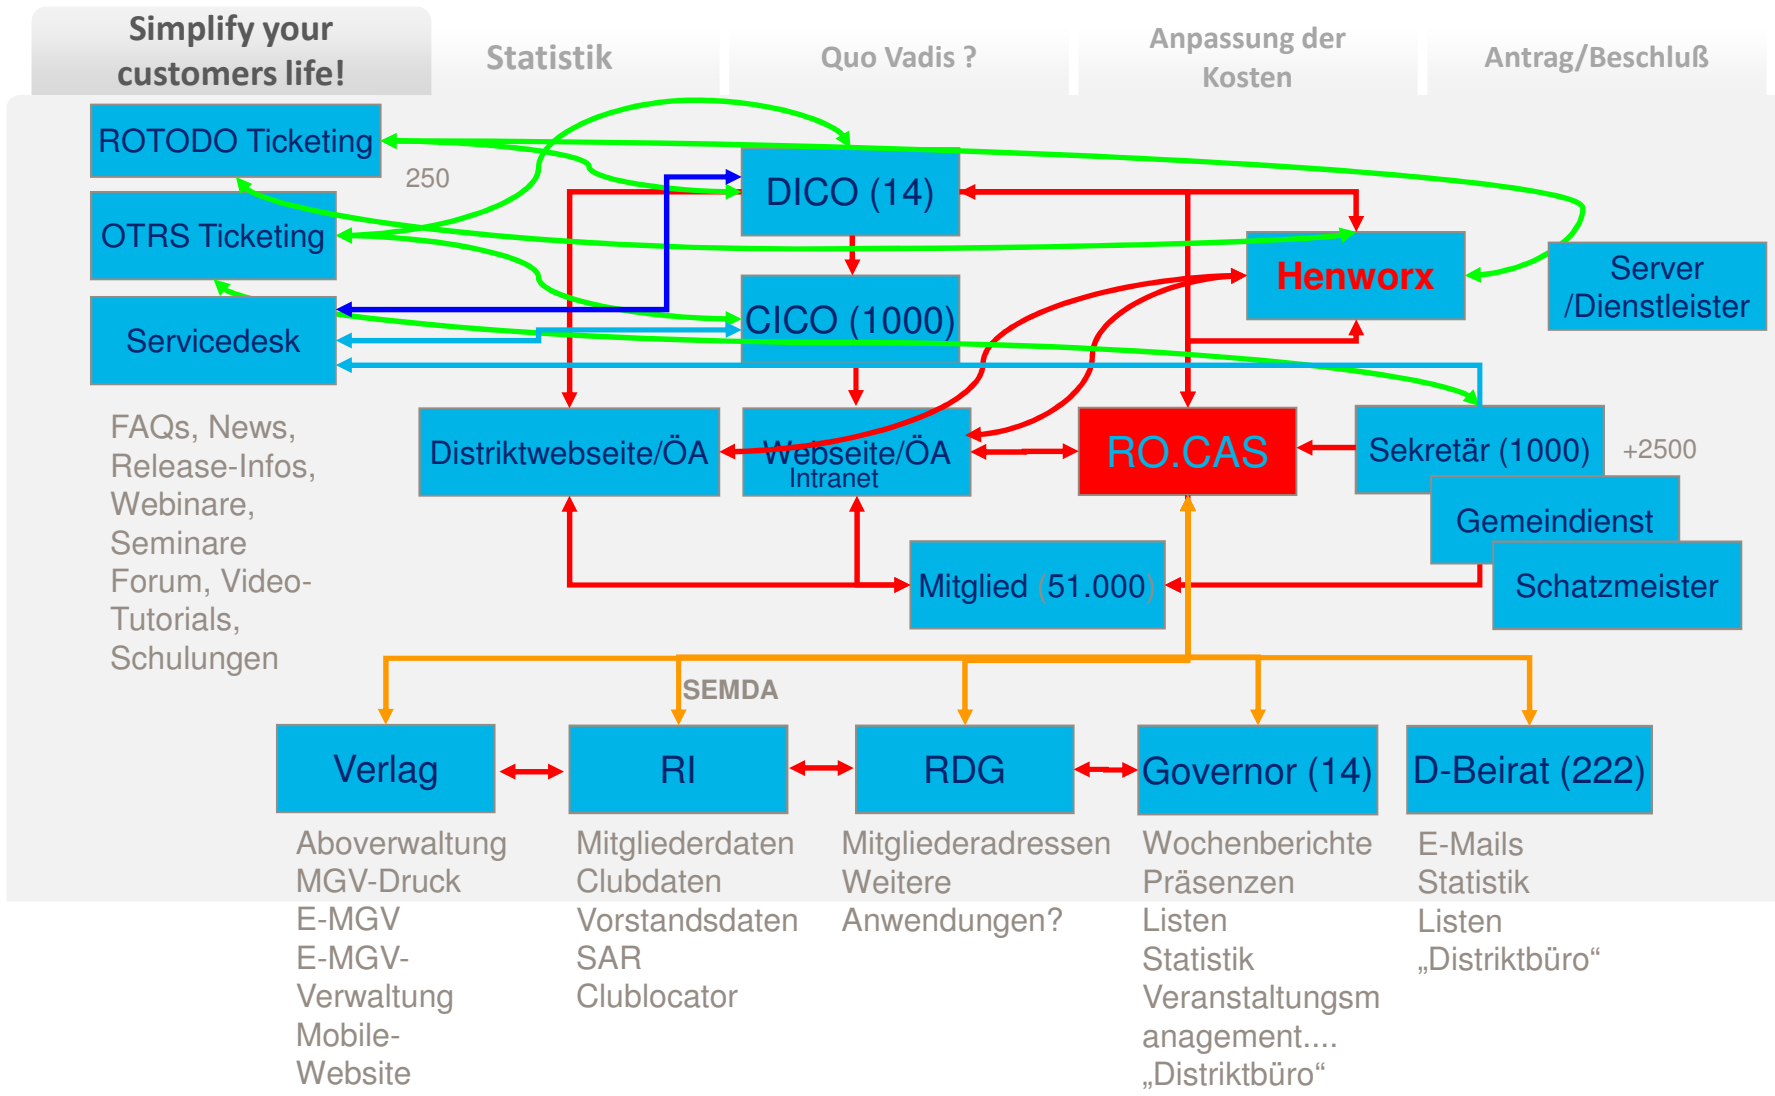 Simplify your
customers life!
Statistik
Quo Vadis ?
Anpassung der
Kosten
Antrag/Beschluß
ROTODO Ticketing
250
OTRS Ticketing
Servicedesk
DICO (14)
CICO (1000)
Henworx
Server
/Dienstleister
FAQs, News,
Release-Infos,
Webinare,
Seminare
Forum, Video-
Tutorials,
Schulungen
Distriktwebseite/ÖA
Webseite/ÖA
Intranet
RO.CAS
Sekretär (1000)
+2500
Gemeindienst
Schatzmeister
Mitglied (51.000)
SEMDA
Verlag
RI
RDG
Governor (14)
D-Beirat (222)
Aboverwaltung
MGV-Druck
E-MGV
E-MGV-
Verwaltung
Mobile-
Website
Mitgliederdaten
Clubdaten
Vorstandsdaten
SAR
Clublocator
Mitgliederadressen
Weitere
Anwendungen?
Wochenberichte
Präsenzen
Listen
Statistik
Veranstaltungsm
anagement....
„Distriktbüro“
E-Mails
Statistik
Listen
„Distriktbüro“